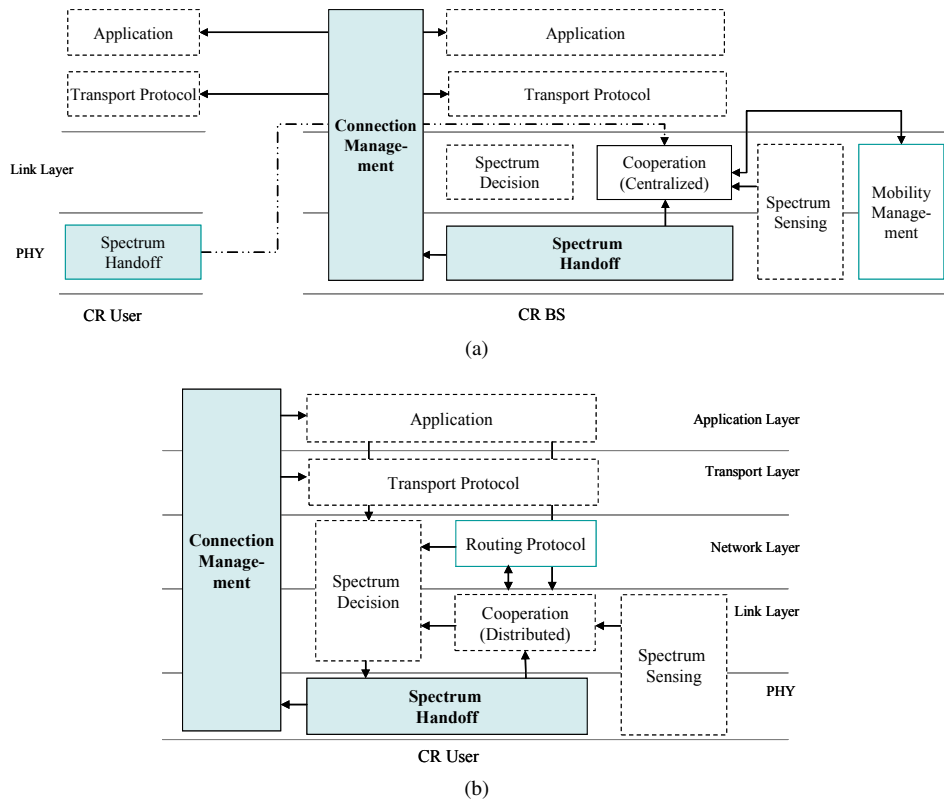 Application
Application
Transport Protocol
Transport Protocol
Connection
Manage-
ment
Link Layer
Spectrum
Decision
Cooperation
(Centralized)
Spectrum
Sensing
Mobility
Manage-
ment
PHY
Spectrum
Handoff
Spectrum
Handoff
CR User
CR BS
(a)
Application
Application Layer
Transport Protocol
Transport Layer
Connection
Manage-
ment
Routing Protocol
Network Layer
Spectrum
Decision
Cooperation
(Distributed)
Link Layer
Spectrum
Sensing
Spectrum
Handoff
PHY
CR User
(b)